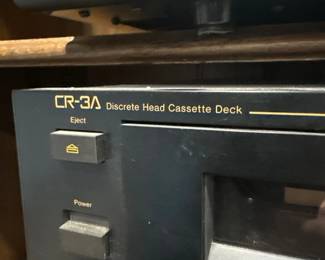 CR-3A Discrete Head Cassette Deck
Eject
Power